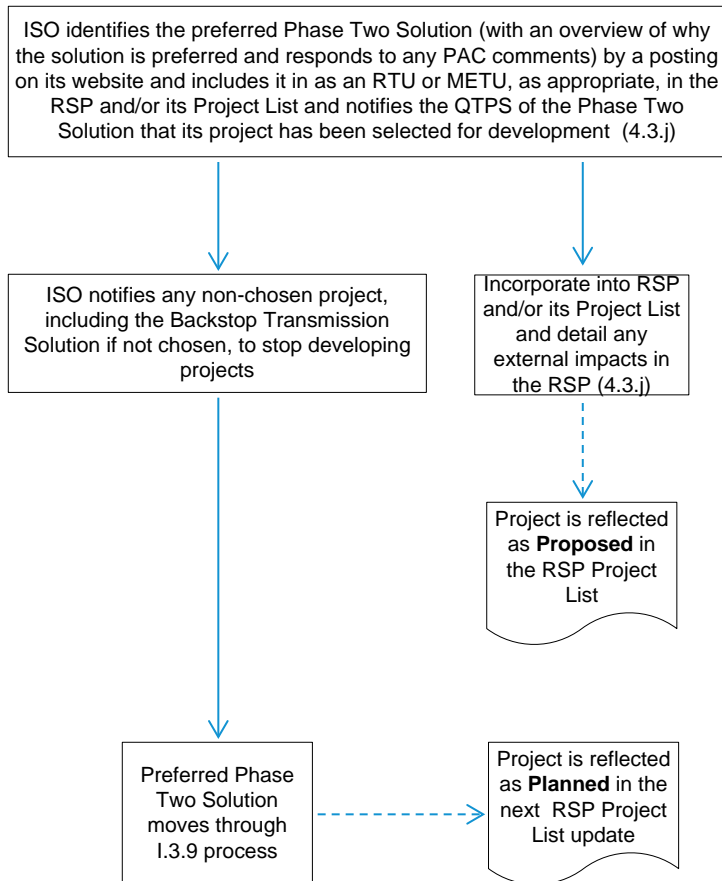 ISO identifies the preferred Phase Two Solution (with an overview of why
the solution is preferred and responds to any PAC comments) by a posting
on its website and includes it in as an RTU or METU, as appropriate, in the
RSP and/or its Project List and notifies the QTPS of the Phase Two
Solution that its project has been selected for development (4.3.j)
ISO notifies any non-chosen project,
including the Backstop Transmission
Solution if not chosen, to stop developing
projects
Incorporate into RSP
and/or its Project List
and detail any
external impacts in
the RSP (4.3.j)
Project is reflected
as Proposed in
the RSP Project
List
Preferred Phase
Two Solution
moves through
I.3.9 process
Project is reflected
as Planned in the
next RSP Project
List update